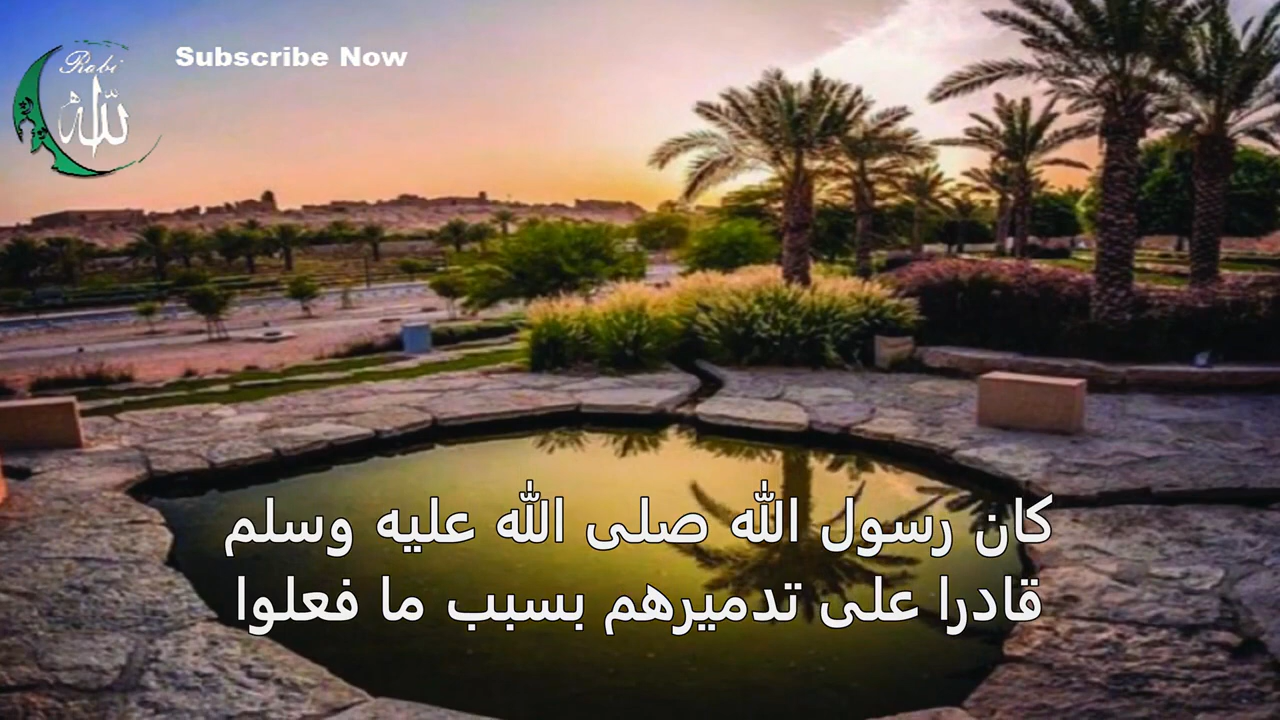 Subscribe Now
Rabi
الله
كان رسول الله صلى الله عليه وسلم
قادرا على تدميرهم بسبب ما فعلوا